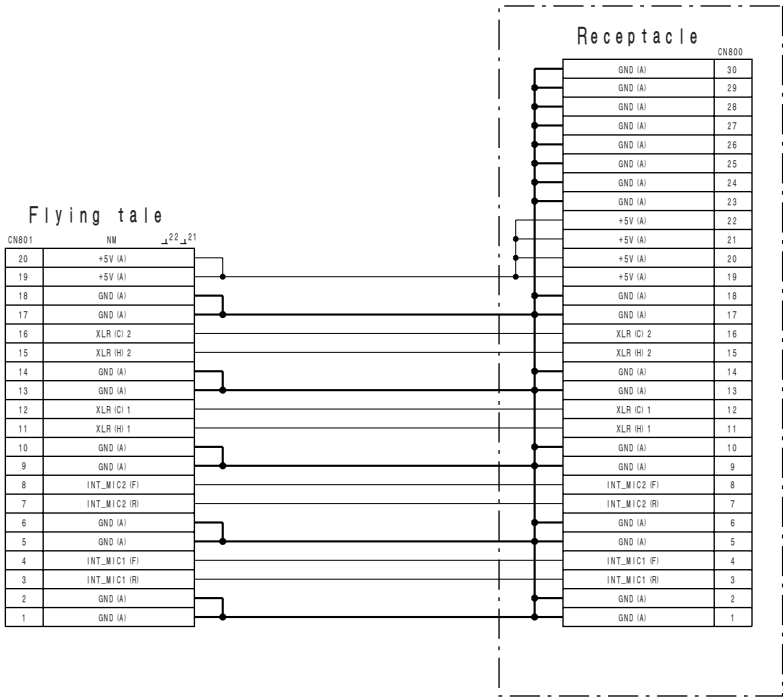 Receptacle
CN800
GND (A) 30
GND (A) 29
GND (A) 28
GND (A) 27
GND (A) 26
GND (A) 25
GND (A) 24
GND (A) 23
+5V (A) 22
+5V (A) 21
+5V (A) 20
+5V (A) 19
GND (A) 18
GND (A) 17
XLR (C) 2 16
XLR (H) 2 15
GND (A) 14
GND (A) 13
XLR (C) 1 12
XLR (H) 1 11
GND (A) 10
GND (A) 9
INT_MIC2 (F) 8
INT_MIC2 (R) 7
GND (A) 6
GND (A) 5
INT_MIC1 (F) 4
INT_MIC1 (R) 3
GND (A) 2
GND (A) 1
Flying tale
CN801 NM 22 21
20 +5V (A)
19 +5V (A)
18 GND (A)
17 GND (A)
16 XLR (C) 2
15 XLR (H) 2
14 GND (A)
13 GND (A)
12 XLR (C) 1
11 XLR (H) 1
10 GND (A)
9 GND (A)
8 INT_MIC2 (F)
7 INT_MIC2 (R)
6 GND (A)
5 GND (A)
4 INT_MIC1 (F)
3 INT_MIC1 (R)
2 GND (A)
1 GND (A)